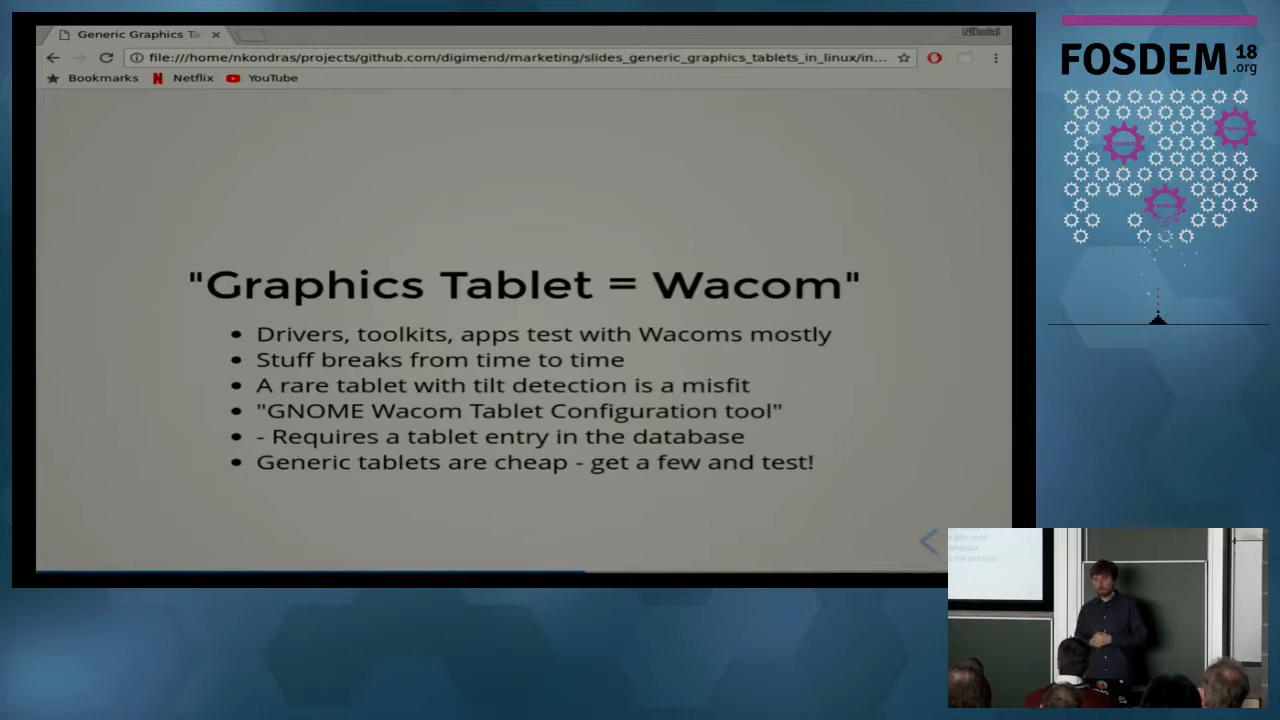 Generic Graphics Ta
Nikolai
file:///home/nkondras/projects/github.com/digimend/marketing/slides_generic_graphics_tablets_in_linux/in...
Bookmarks
Netflix
YouTube
"Graphics Tablet = Wacom"
• Drivers, toolkits, apps test with Wacoms mostly
• Stuff breaks from time to time
• A rare tablet with tilt detection is a misfit
• "GNOME Wacom Tablet Configuration tool"
• - Requires a tablet entry in the database
• Generic tablets are cheap - get a few and test!
FOSDEM 18
.org